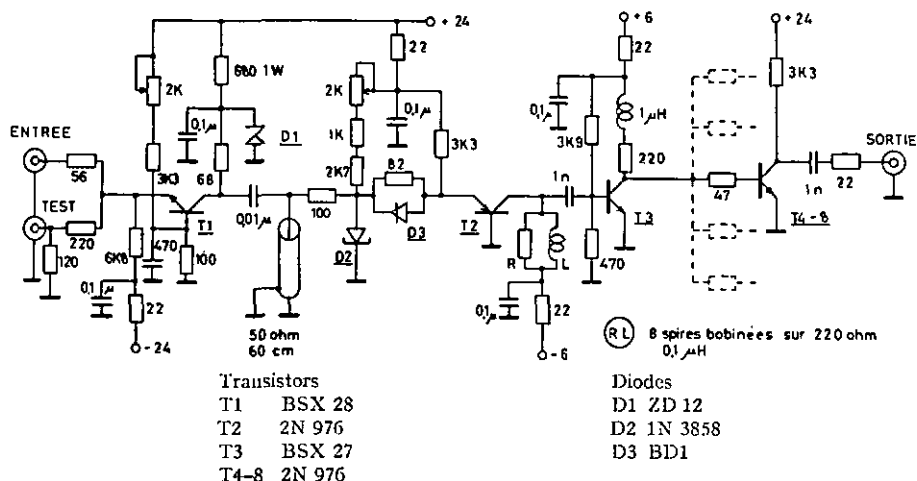 + 24
+ 6
+ 24
22
22
680 1W
2K
2K
3K3
0,1µ
0,1µ
0,1µ
1µH
D1
1K
3K9
3K3
ENTREE
SORTIE
56
3K3
68
2K7
82
220
1n
47
1n
22
TEST
T1
0,01µ
100
D3
T2
T3
T4-8
220
120
6K8
470
100
D2
R
L
470
0,1µ
22
0,1µ
22
- 24
50 ohm
60 cm
- 6
RL 8 spires bobinées sur 220 ohm
0,1 µH
Transistors
T1 BSX 28
T2 2N 976
T3 BSX 27
T4-8 2N 976
Diodes
D1 ZD 12
D2 1N 3858
D3 BD1